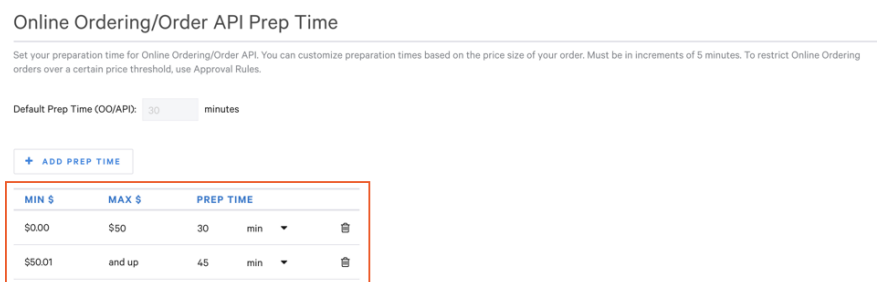 Online Ordering/Order API Prep Time
Set your preparation time for Online Ordering/Order API. You can customize preparation times based on the price size of your order. Must be in increments of 5 minutes. To restrict Online Ordering
orders over a certain price threshold, use Approval Rules.
Default Prep Time (OO/API): 30 minutes
+ ADD PREP TIME
MIN $ MAX $ PREP TIME
$0.00 $50 30 min
$50.01 and up 45 min